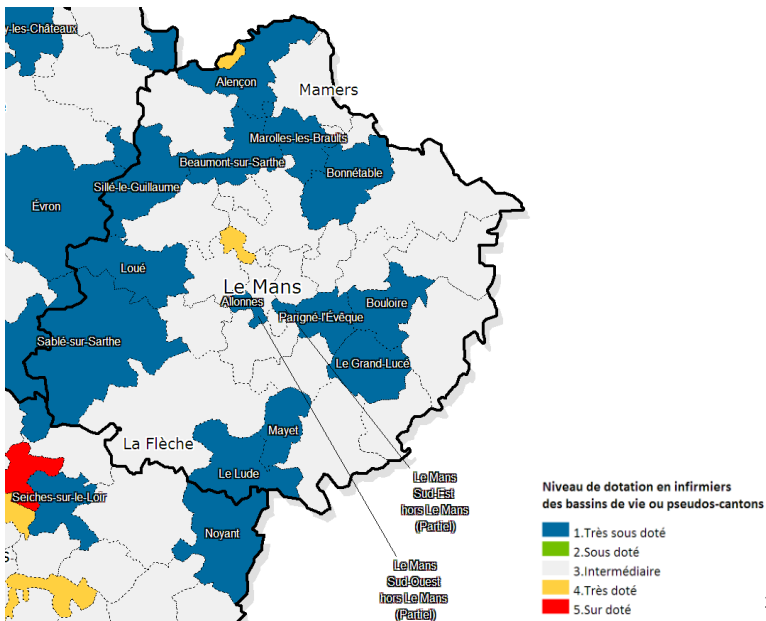 y-les-Châteaux
Alençon
Mamers
Marolles-les-Braults
Beaumont-sur-Sarthe
Bonnétable
Sillé-le-Guillaume
Évron
Loué
Le Mans
Allonnes
Bouloire
Parigné-l'Évêque
Sablé-sur-Sarthe
Le Grand-Lucé
Mayet
La Flèche
Le Lude
Seiches-sur-le-Loir
Noyant
s
Le Mans
Sud-Est
hors Le Mans
(Partiel)
Le Mans
Sud-Ouest
hors Le Mans
(Partiel)
Niveau de dotation en infirmiers
des bassins de vie ou pseudos-cantons
1.Très sous doté
2.Sous doté
3.Intermédiaire
4.Très doté
5.Sur doté